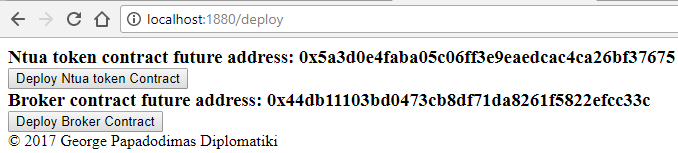 localhost:1880/deploy
Ntua token contract future address: 0x5a3d0e4faba05c06ff3e9eaedcac4ca26bf37675
Deploy Ntua token Contract
Broker contract future address: 0x44db11103bd0473cb8df71da8261f5822efcc33c
Deploy Broker Contract
© 2017 George Papadodimas Diplomatiki